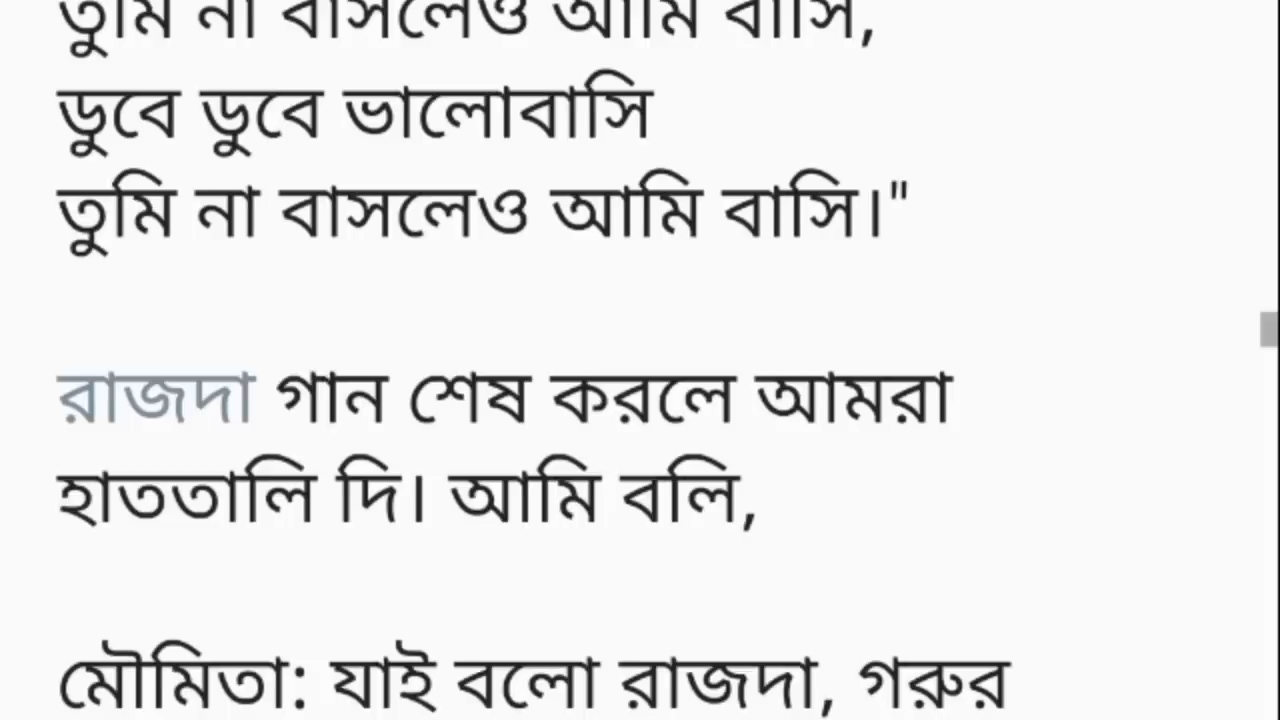 তুমি না বাসলেও আমি বাসি,
ডুবে ডুবে ভালোবাসি
তুমি না বাসলেও আমি বাসি।"
রাজদা গান শেষ করলে আমরা
হাততালি দি। আমি বলি,
মৌমিতা: যাই বলো রাজদা, গরুর